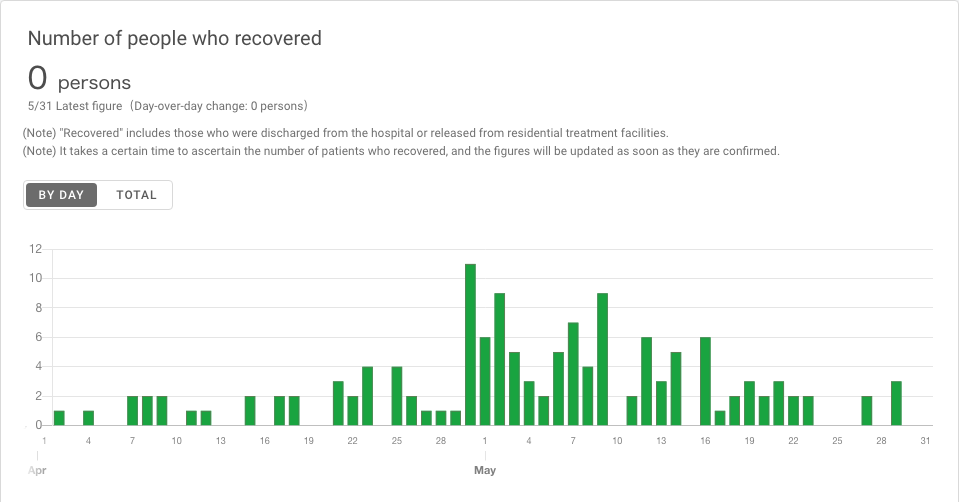 Number of people who recovered
0 persons
5/31 Latest figure (Day-over-day change: 0 persons)
(Note) "Recovered" includes those who were discharged from the hospital or released from residential treatment facilities.
(Note) It takes a certain time to ascertain the number of patients who recovered, and the figures will be updated as soon as they are confirmed.
BY DAY TOTAL
12
10
8
6
4
2
0
1 4 7 10 13 16 19 22 25 28 1 4 7 10 13 16 19 22 25 28 31
Apr May